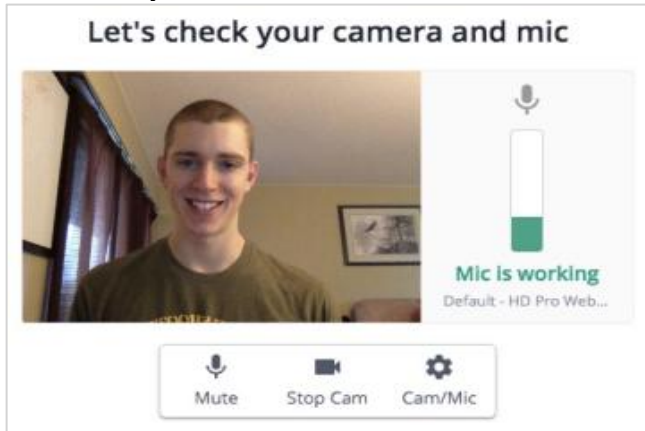 Let's check your camera and mic
Mic is working
Default - HD Pro Web...
Mute Stop Cam Cam/Mic